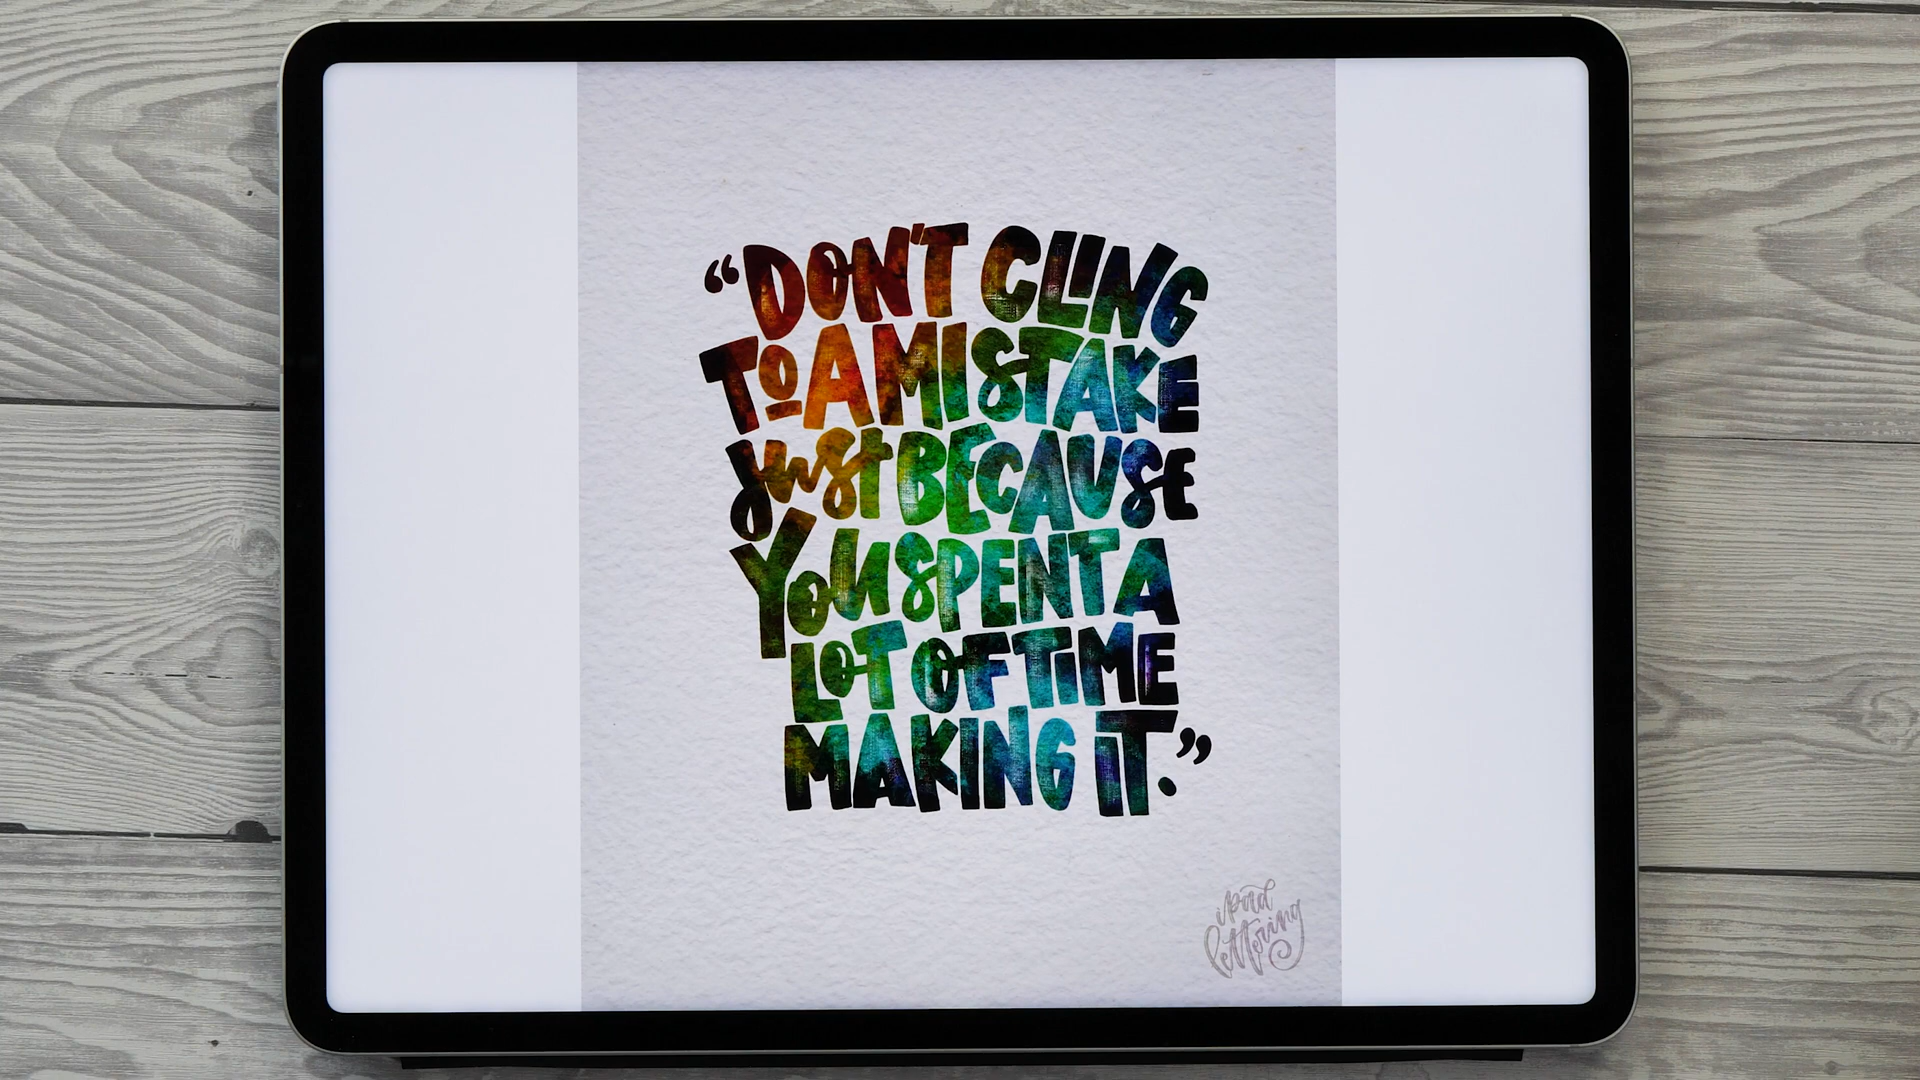 “DON'T CLING
TO A MISTAKE
just BECAUSE
You SPENT A
LOT OF TiME
MAKING iT.”
ipad
lettering